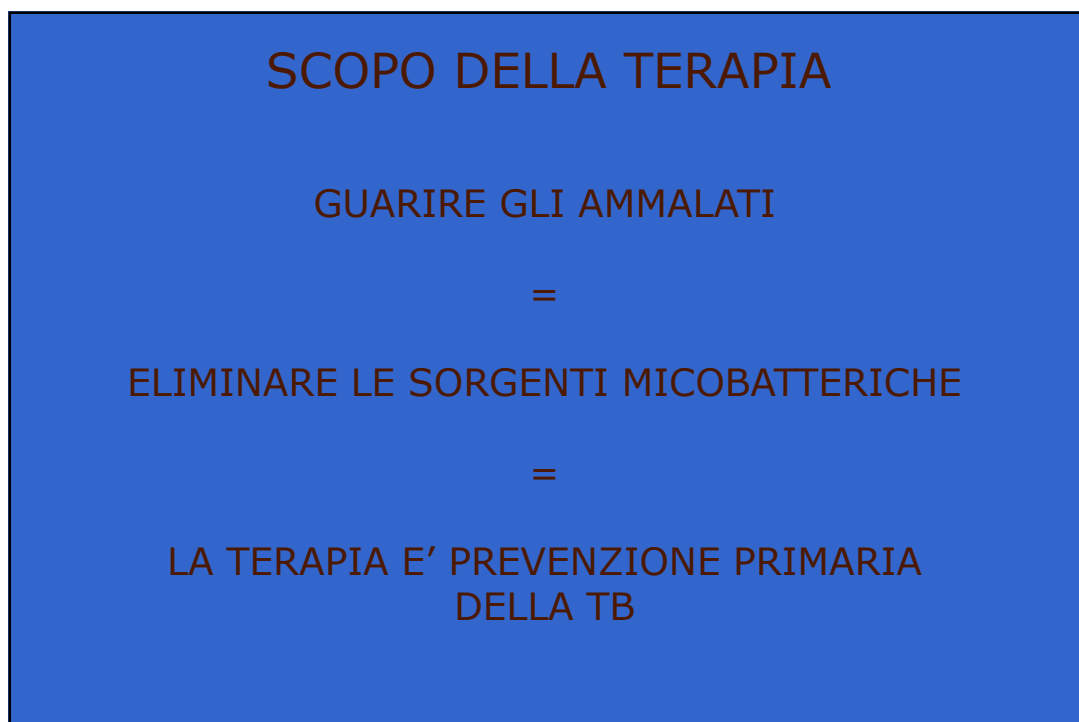 SCOPO DELLA TERAPIA
GUARIRE GLI AMMALATI
=
ELIMINARE LE SORGENTI MICOBATTERICHE
=
LA TERAPIA E’ PREVENZIONE PRIMARIA
DELLA TB